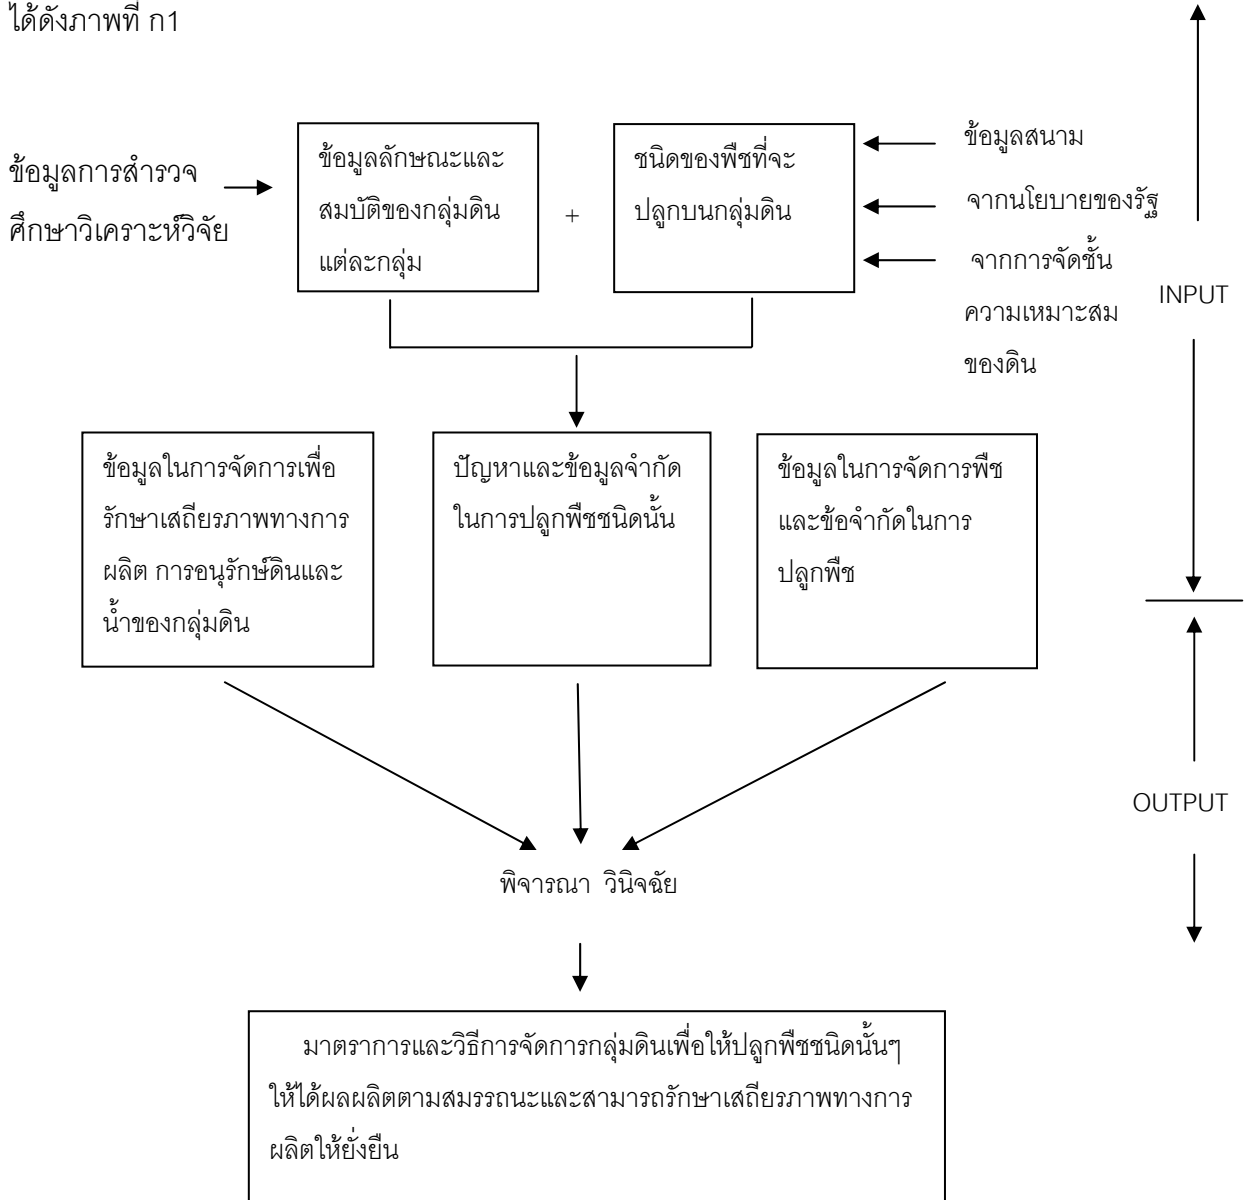 ได้ดังภาพที่ ก1
ข้อมูลการสำรวจ
ศึกษาวิเคราะห์วิจัย
ข้อมูลลักษณะและ
สมบัติของกลุ่มดิน
แต่ละกลุ่ม
+
ชนิดของพืชที่จะ
ปลูกบนกลุ่มดิน
ข้อมูลสนาม
จากนโยบายของรัฐ
จากการจัดชั้น
ความเหมาะสม
ของดิน
INPUT
ข้อมูลในการจัดการเพื่อ
รักษาเสถียรภาพทางการ
ผลิต การอนุรักษ์ดินและ
น้ำของกลุ่มดิน
ปัญหาและข้อมูลจำกัด
ในการปลูกพืชชนิดนั้น
ข้อมูลในการจัดการพืช
และข้อจำกัดในการ
ปลูกพืช
OUTPUT
พิจารณา วินิจฉัย
มาตราการและวิธีการจัดการกลุ่มดินเพื่อให้ปลูกพืชชนิดนั้นๆ
ให้ได้ผลผลิตตามสมรรถนะและสามารถรักษาเสถียรภาพทางการ
ผลิตให้ยั่งยืน